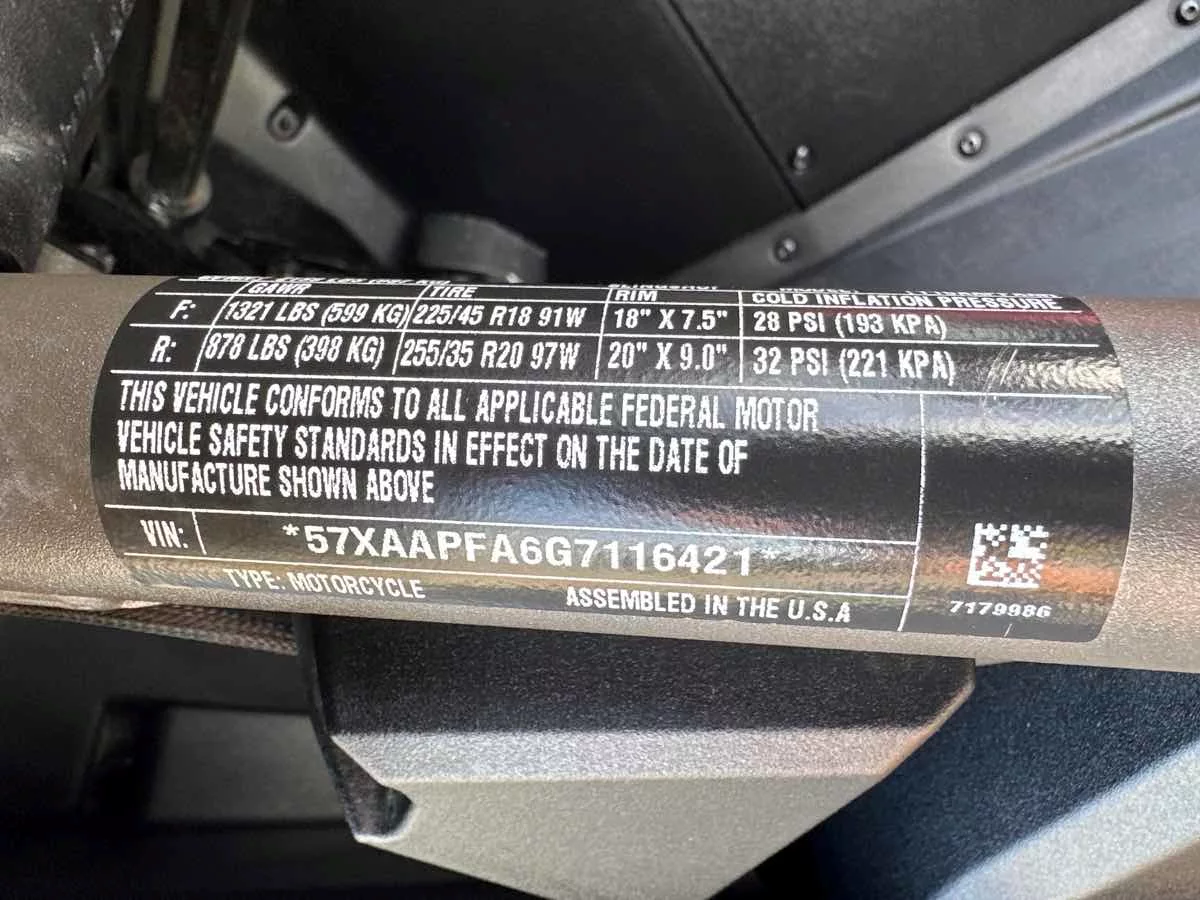 GAWR TIRE RIM COLD INFLATION PRESSURE
F: 1321 LBS (599 KG) 225/45 R18 91W 18" X 7.5" 28 PSI (193 KPA)
R: 878 LBS (398 KG) 255/35 R20 97W 20" X 9.0" 32 PSI (221 KPA)
THIS VEHICLE CONFORMS TO ALL APPLICABLE FEDERAL MOTOR
VEHICLE SAFETY STANDARDS IN EFFECT ON THE DATE OF
MANUFACTURE SHOWN ABOVE
VIN: *57XAAPFA6G7116421*
TYPE: MOTORCYCLE ASSEMBLED IN THE U.S.A
7179986